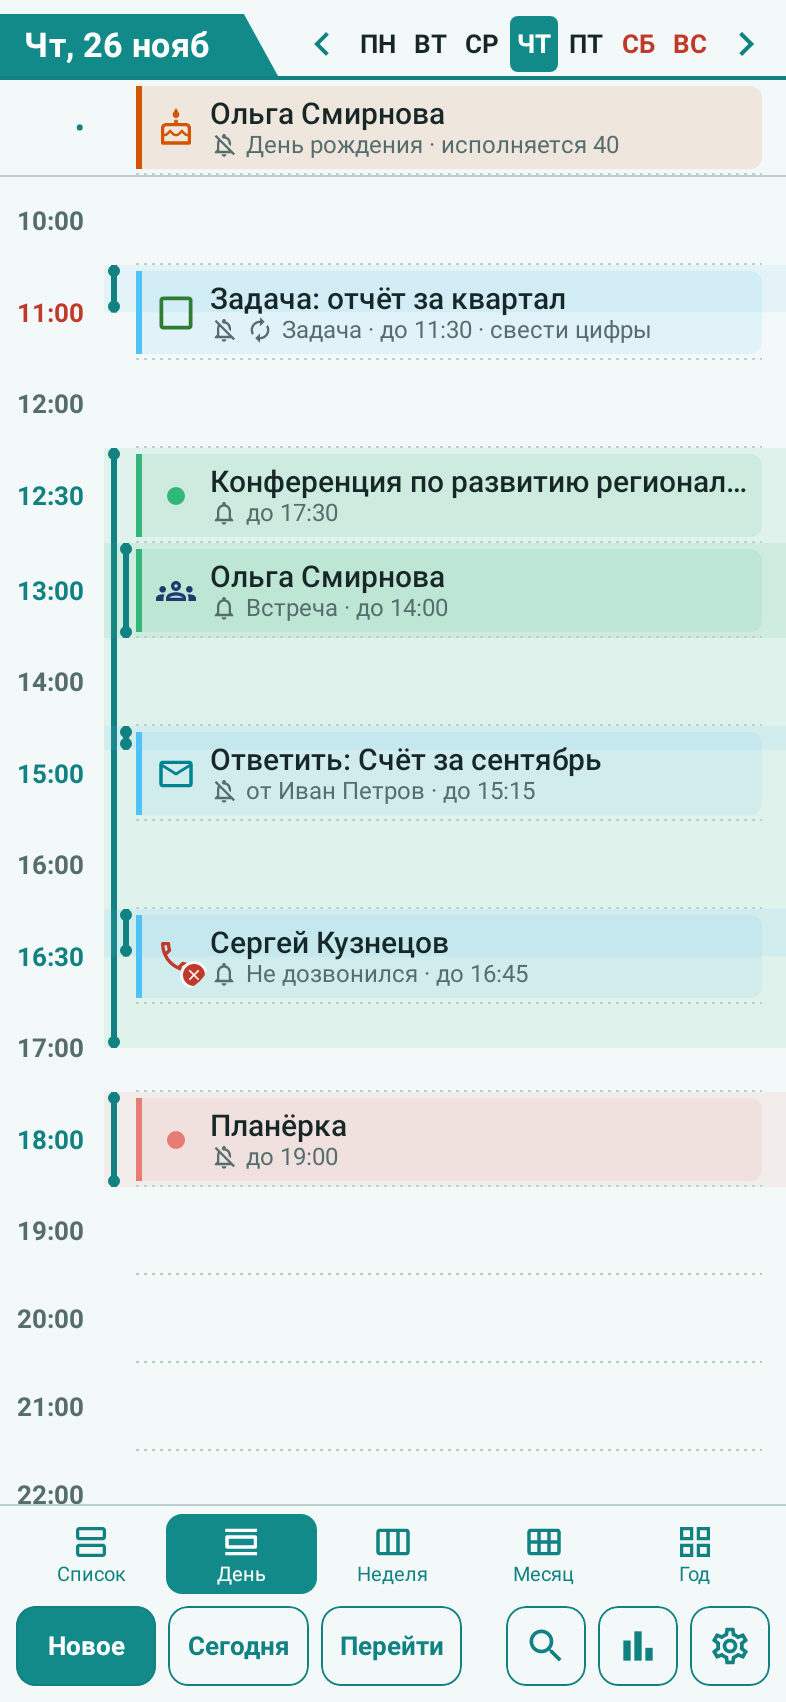 Чт, 26 нояб
ПН ВТ СР ЧТ ПТ СБ ВС
Ольга Смирнова
День рождения · исполняется 40
10:00
Задача: отчёт за квартал
11:00
Задача · до 11:30 · свести цифры
12:00
Конференция по развитию регионал...
12:30
до 17:30
Ольга Смирнова
13:00
Встреча · до 14:00
14:00
Ответить: Счёт за сентябрь
15:00
от Иван Петров · до 15:15
16:00
Сергей Кузнецов
16:30
Не дозвонился · до 16:45
17:00
Планёрка
18:00
до 19:00
19:00
20:00
21:00
22:00
Список День Неделя Месяц Год
Новое Сегодня Перейти